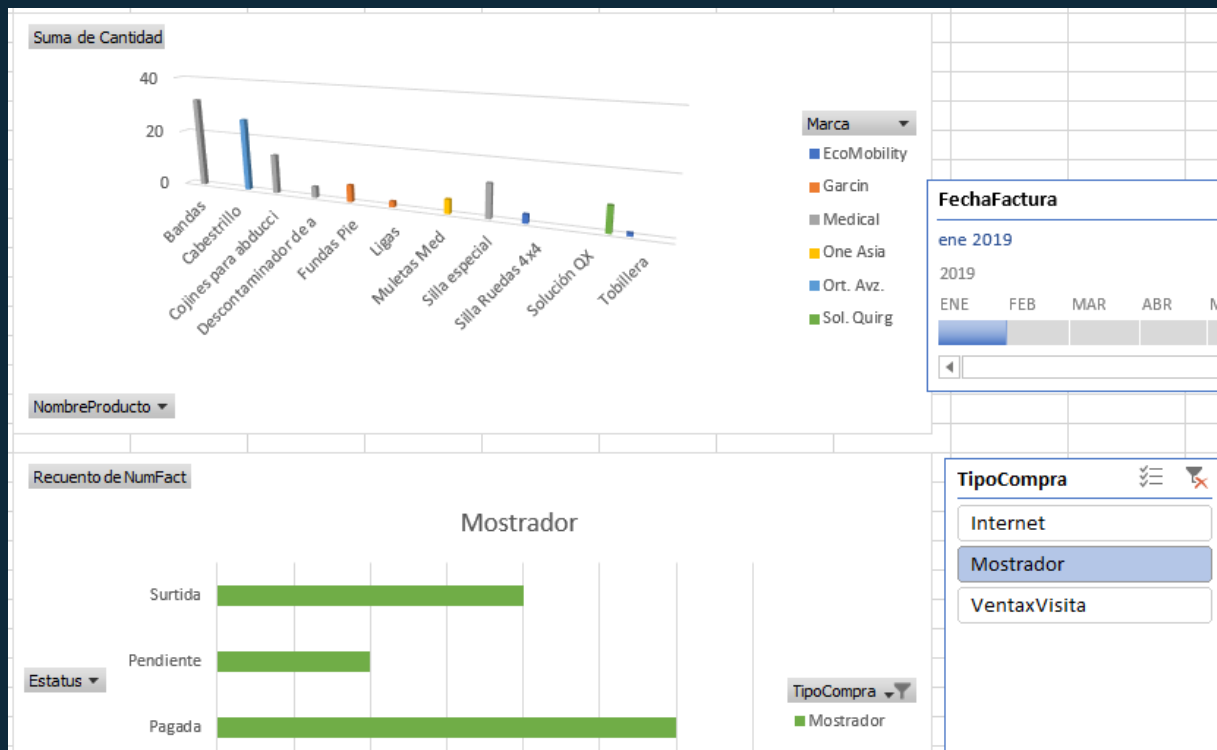 Suma de Cantidad
40
20
0
Bandas
Cabestrillo
Cojines para abducci
Descontaminador de a
Fundas Pie
Ligas
Muletas Med
Silla especial
Silla Ruedas 4x4
Solución QX
Tobillera
Marca
EcoMobility
Garcin
Medical
One Asia
Ort. Avz.
Sol. Quirg
NombreProducto
FechaFactura
ene 2019
2019
ENE FEB MAR ABR
Recuento de NumFact
Mostrador
Surtida
Pendiente
Pagada
Estatus
TipoCompra
Mostrador
TipoCompra
Internet
Mostrador
VentaxVisita